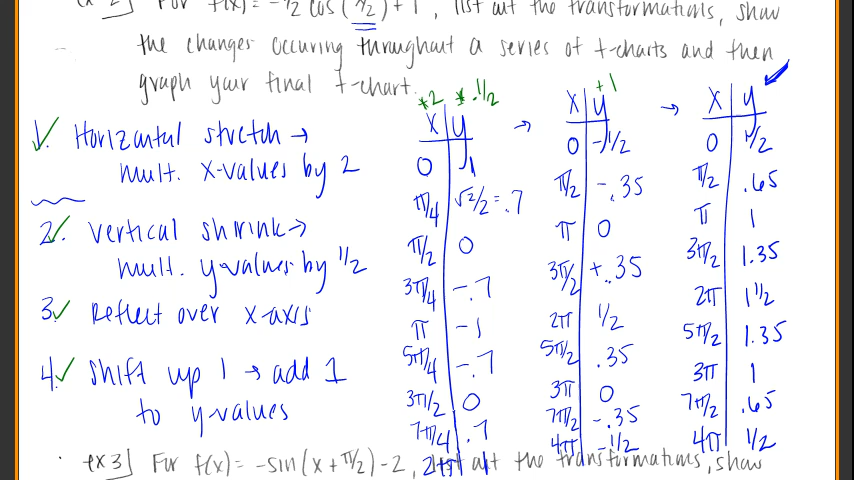 ex 2] For f(x) = -1/2 cos(x/2) + 1, list out the transformations, show
the changes occuring throughout a series of t-charts and then
graph your final t-chart.
1. Horizontal stretch →
mult. x-values by 2
2. Vertical shrink →
mult. y-values by 1/2
3. Reflect over x-axis
4. Shift up 1 → add 1
to y-values
*2 * -1/2
x y
0 1
π/4 √2/2 = .7
π/2 0
3π/4 -.7
π -1
5π/4 -.7
3π/2 0
7π/4 .7
2π 1
→
+1
x y
0 -1/2
π/2 -.35
π 0
3π/2 +.35
2π 1/2
5π/2 .35
3π 0
7π/2 -.35
4π -1/2
→
x y
0 1/2
π/2 .65
π 1
3π/2 1.35
2π 1 1/2
5π/2 1.35
3π 1
7π/2 .65
4π 1/2
ex 3] For f(x) = -sin(x + π/2) - 2, list out the transformations, show